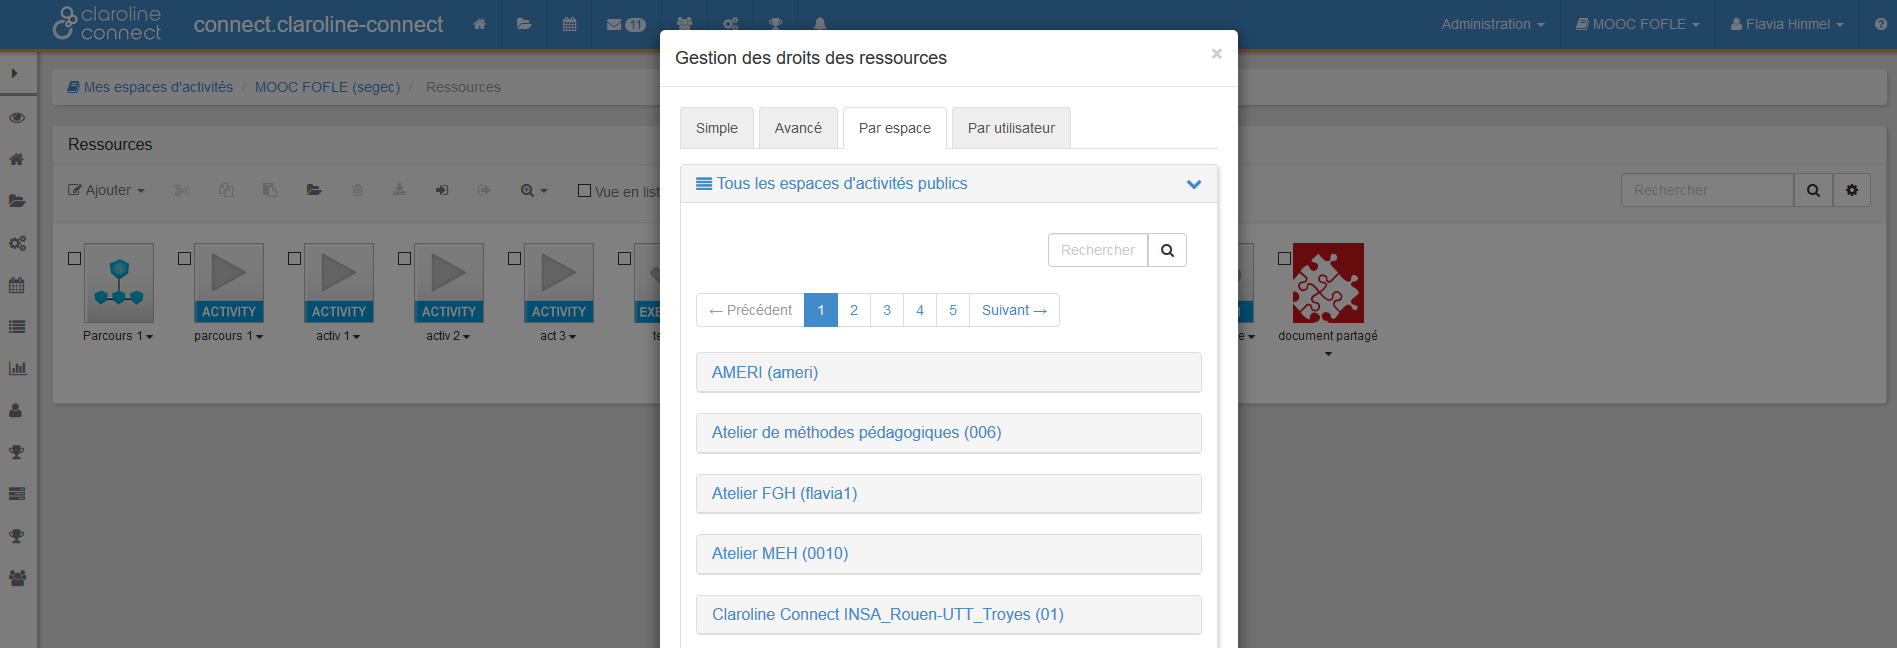 claroline
connect
connect.claroline-connect
11
Administration
MOOC FOFLE
Flavia Hinmel
Gestion des droits des ressources
×
Mes espaces d'activités / MOOC FOFLE (segec) / Ressources
Simple
Avancé
Par espace
Par utilisateur
Ressources
Ajouter
Vue en list
Rechercher
Tous les espaces d'activités publics
Rechercher
← Précédent 1 2 3 4 5 Suivant →
ACTIVITY
ACTIVITY
ACTIVITY
ACTIVITY
EXE
Parcours 1
parcours 1
activ 1
activ 2
act 3
te
e
document partagé
AMERI (ameri)
Atelier de méthodes pédagogiques (006)
Atelier FGH (flavia1)
Atelier MEH (0010)
Claroline Connect INSA_Rouen-UTT_Troyes (01)